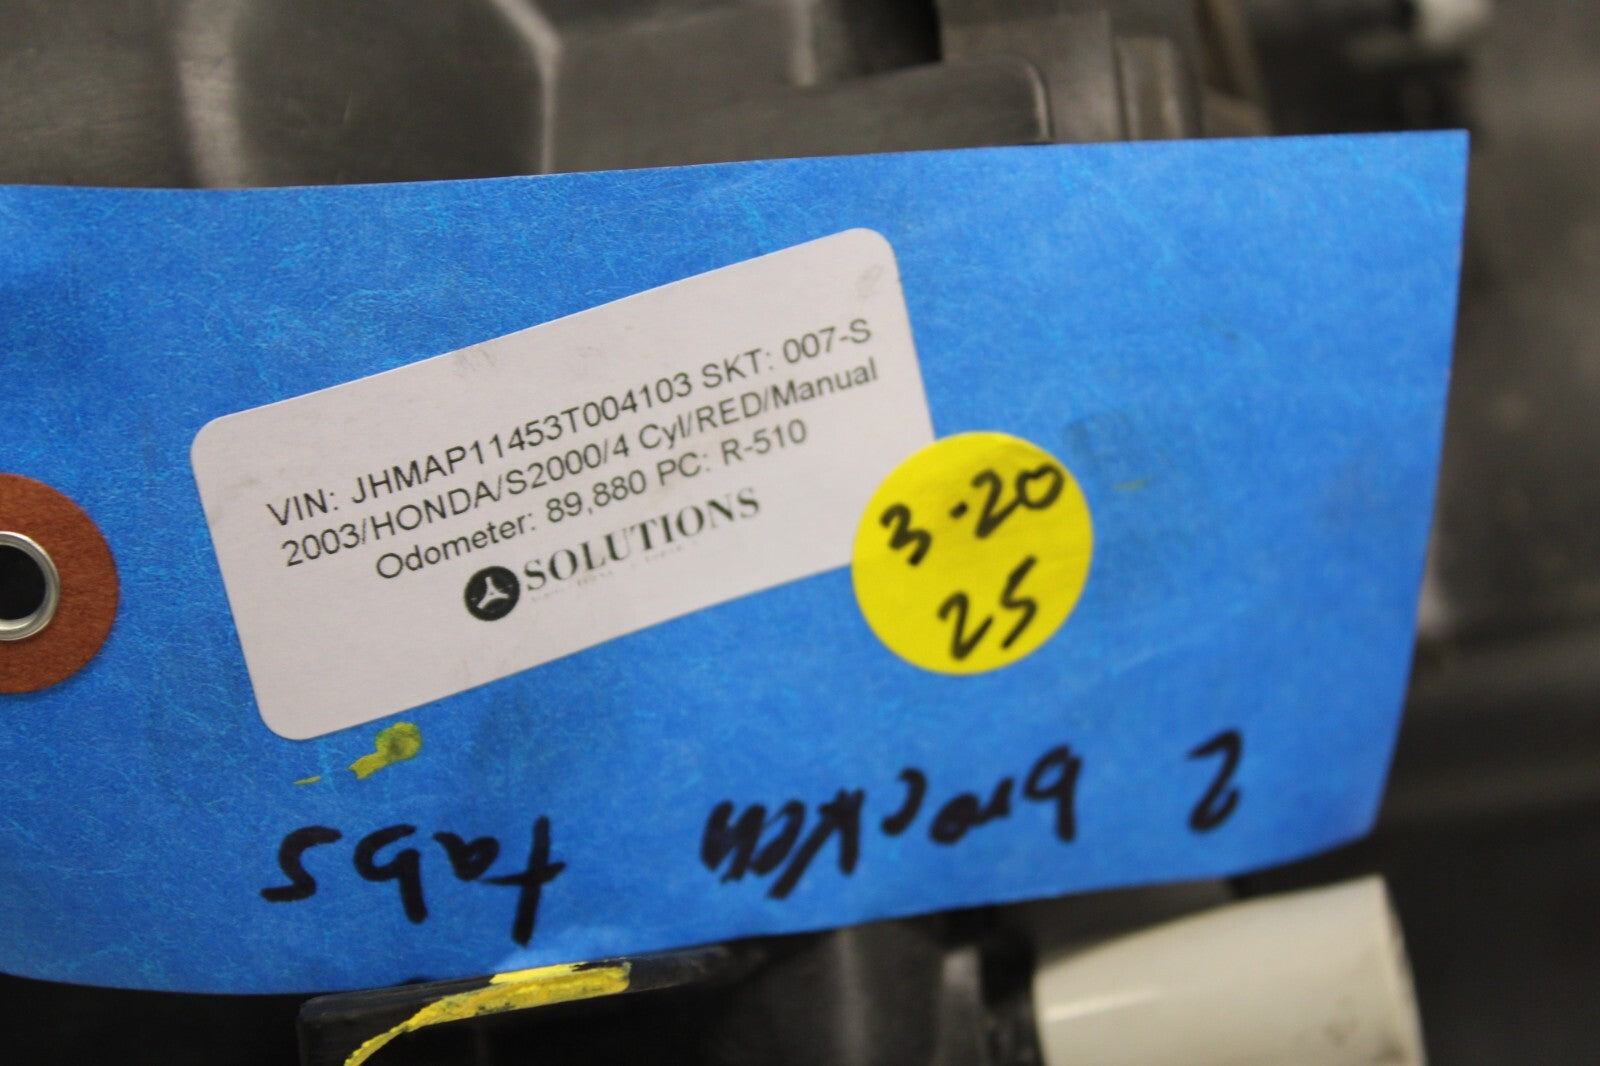 VIN: JHMAP11453T004103 SKT: 007-S
2003/HONDA/S2000/4 Cyl/RED/Manual
Odometer: 89,880 PC: R-510
SOLUTIONS
3-20
25
2 brocken tabs